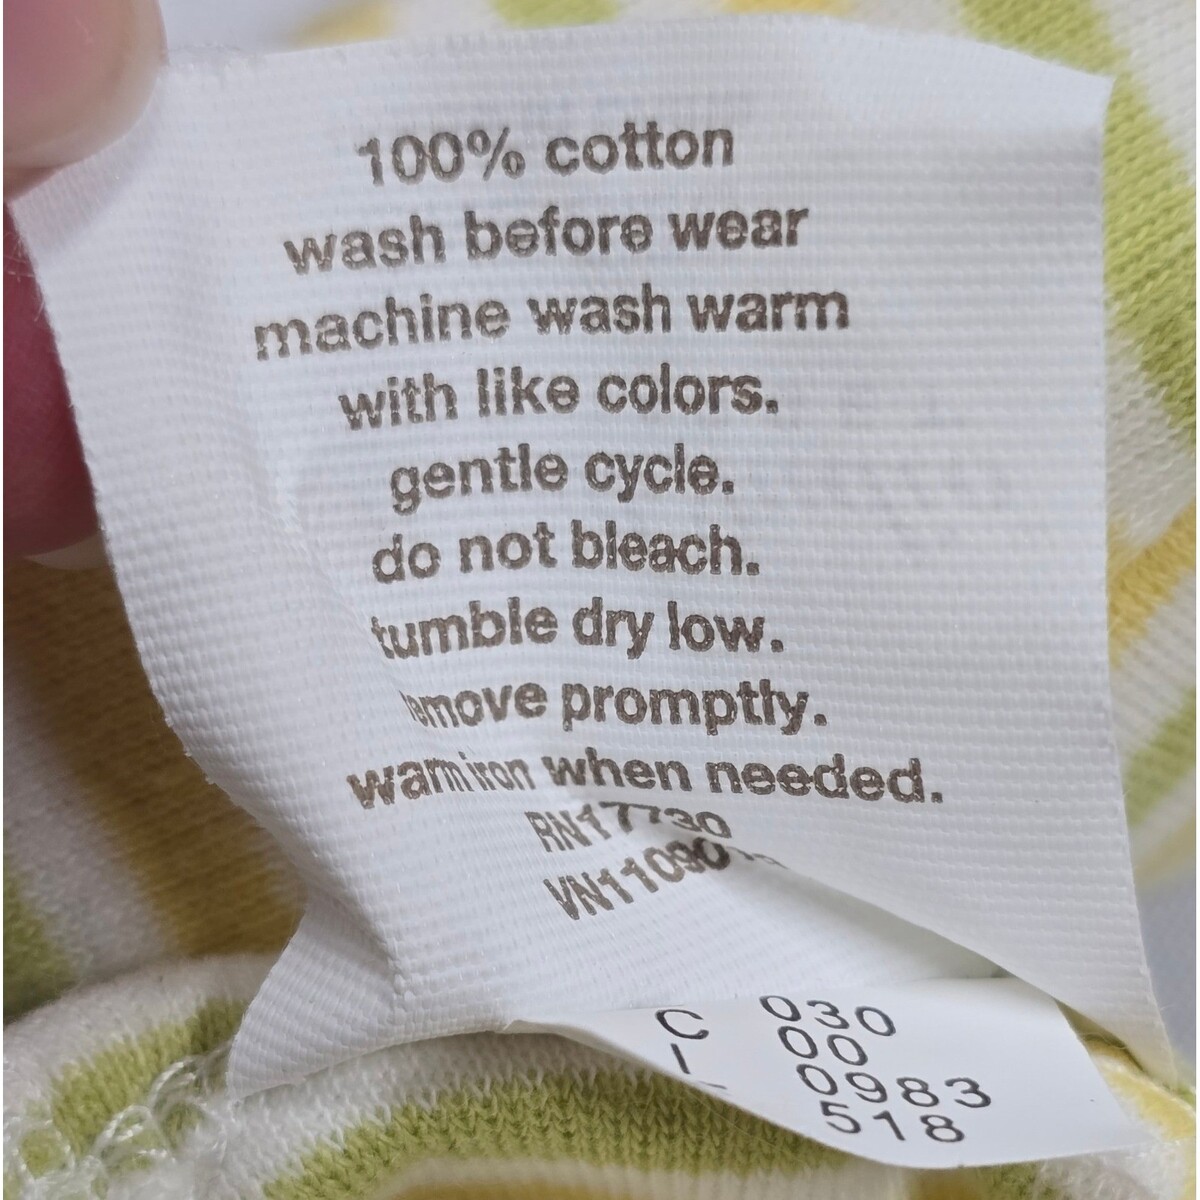 100% cotton
wash before wear
machine wash warm
with like colors.
gentle cycle.
do not bleach.
tumble dry low.
remove promptly.
warm iron when needed.
RN17730
C 030
00
0983
518